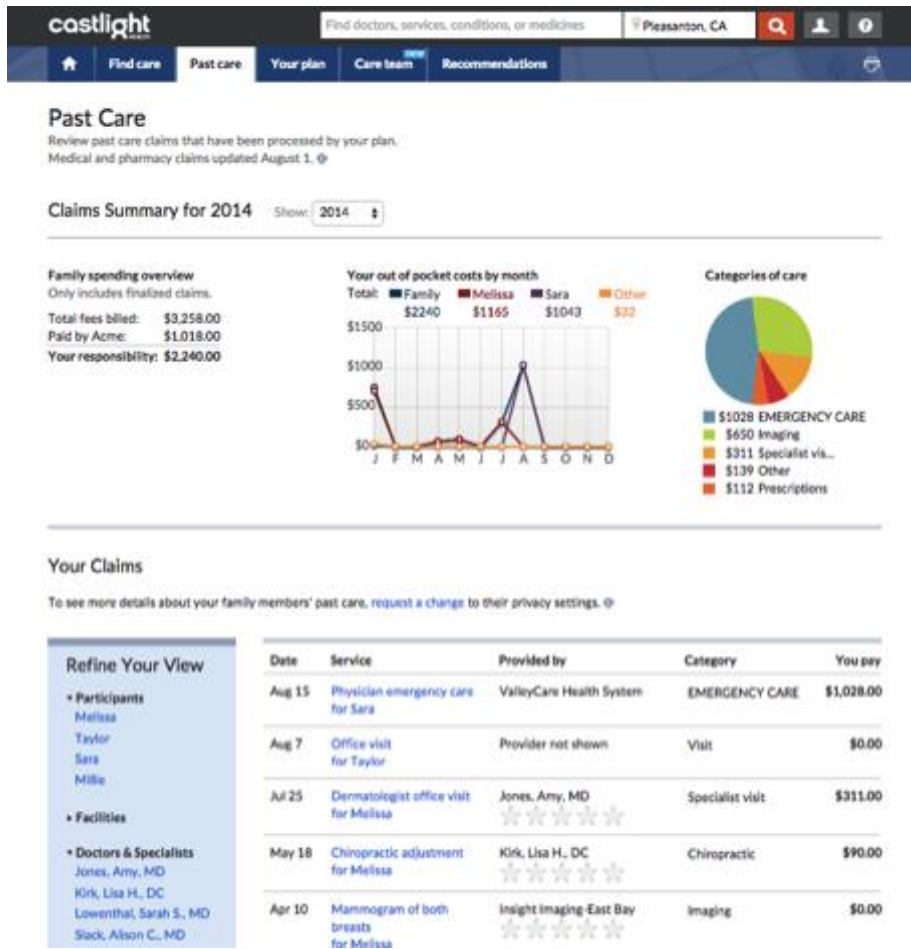 castlight
HEALTH
Find doctors, services, conditions, or medicines
Pleasanton, CA
?
Find care
Past care
Your plan
Care team
new
Recommendations
Past Care
Review past care claims that have been processed by your plan.
Medical and pharmacy claims updated August 1.
Claims Summary for 2014
Show: 2014
Family spending overview
Only includes finalized claims.
Total fees billed: $3,258.00
Paid by Acme: $1,018.00
Your responsibility: $2,240.00
Your out of pocket costs by month
Total: Family Melissa Sara Other
$2240 $1165 $1043 $32
$1500
$1000
$500
$0
J F M A M J J A S O N D
Categories of care
$1028 EMERGENCY CARE
$650 Imaging
$311 Specialist vis...
$139 Other
$112 Prescriptions
Your Claims
To see more details about your family members' past care, request a change to their privacy settings.
Refine Your View
Participants
Melissa
Taylor
Sara
Millie
Facilities
Doctors & Specialists
Jones, Amy, MD
Kirk, Lisa H., DC
Lowenthal, Sarah S., MD
Slack, Alison C., MD
Date Service Provided by Category You pay
Aug 15 Physician emergency care ValleyCare Health System EMERGENCY CARE $1,028.00
for Sara
Aug 7 Office visit Provider not shown Visit $0.00
for Taylor
Jul 25 Dermatologist office visit Jones, Amy, MD Specialist visit $311.00
for Melissa
May 18 Chiropractic adjustment Kirk, Lisa H., DC Chiropractic $90.00
for Melissa
Apr 10 Mammogram of both Insight Imaging-East Bay Imaging $0.00
breasts
for Melissa